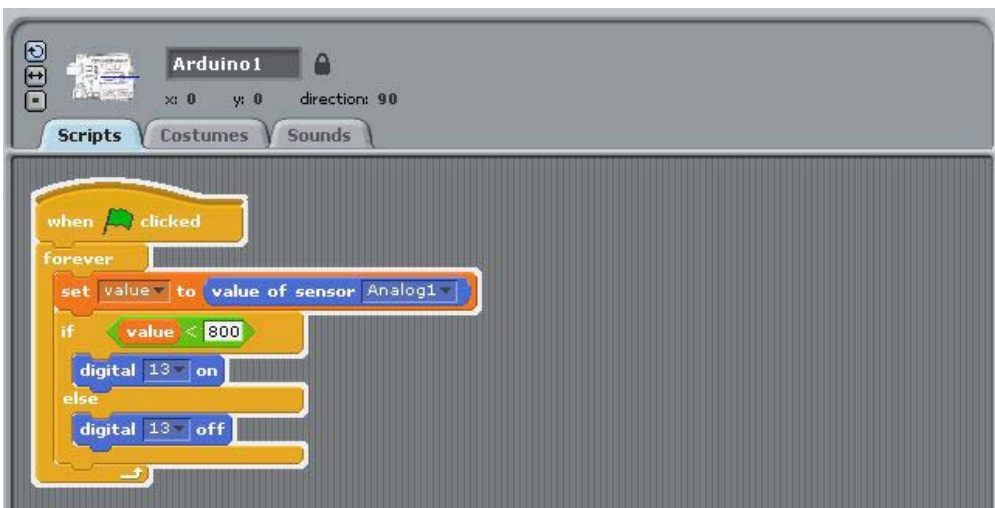 Arduino1
x: 0 y: 0 direction: 90
Scripts Costumes Sounds
when clicked
forever
set value to value of sensor Analog1
if value < 800
digital 13 on
else
digital 13 off